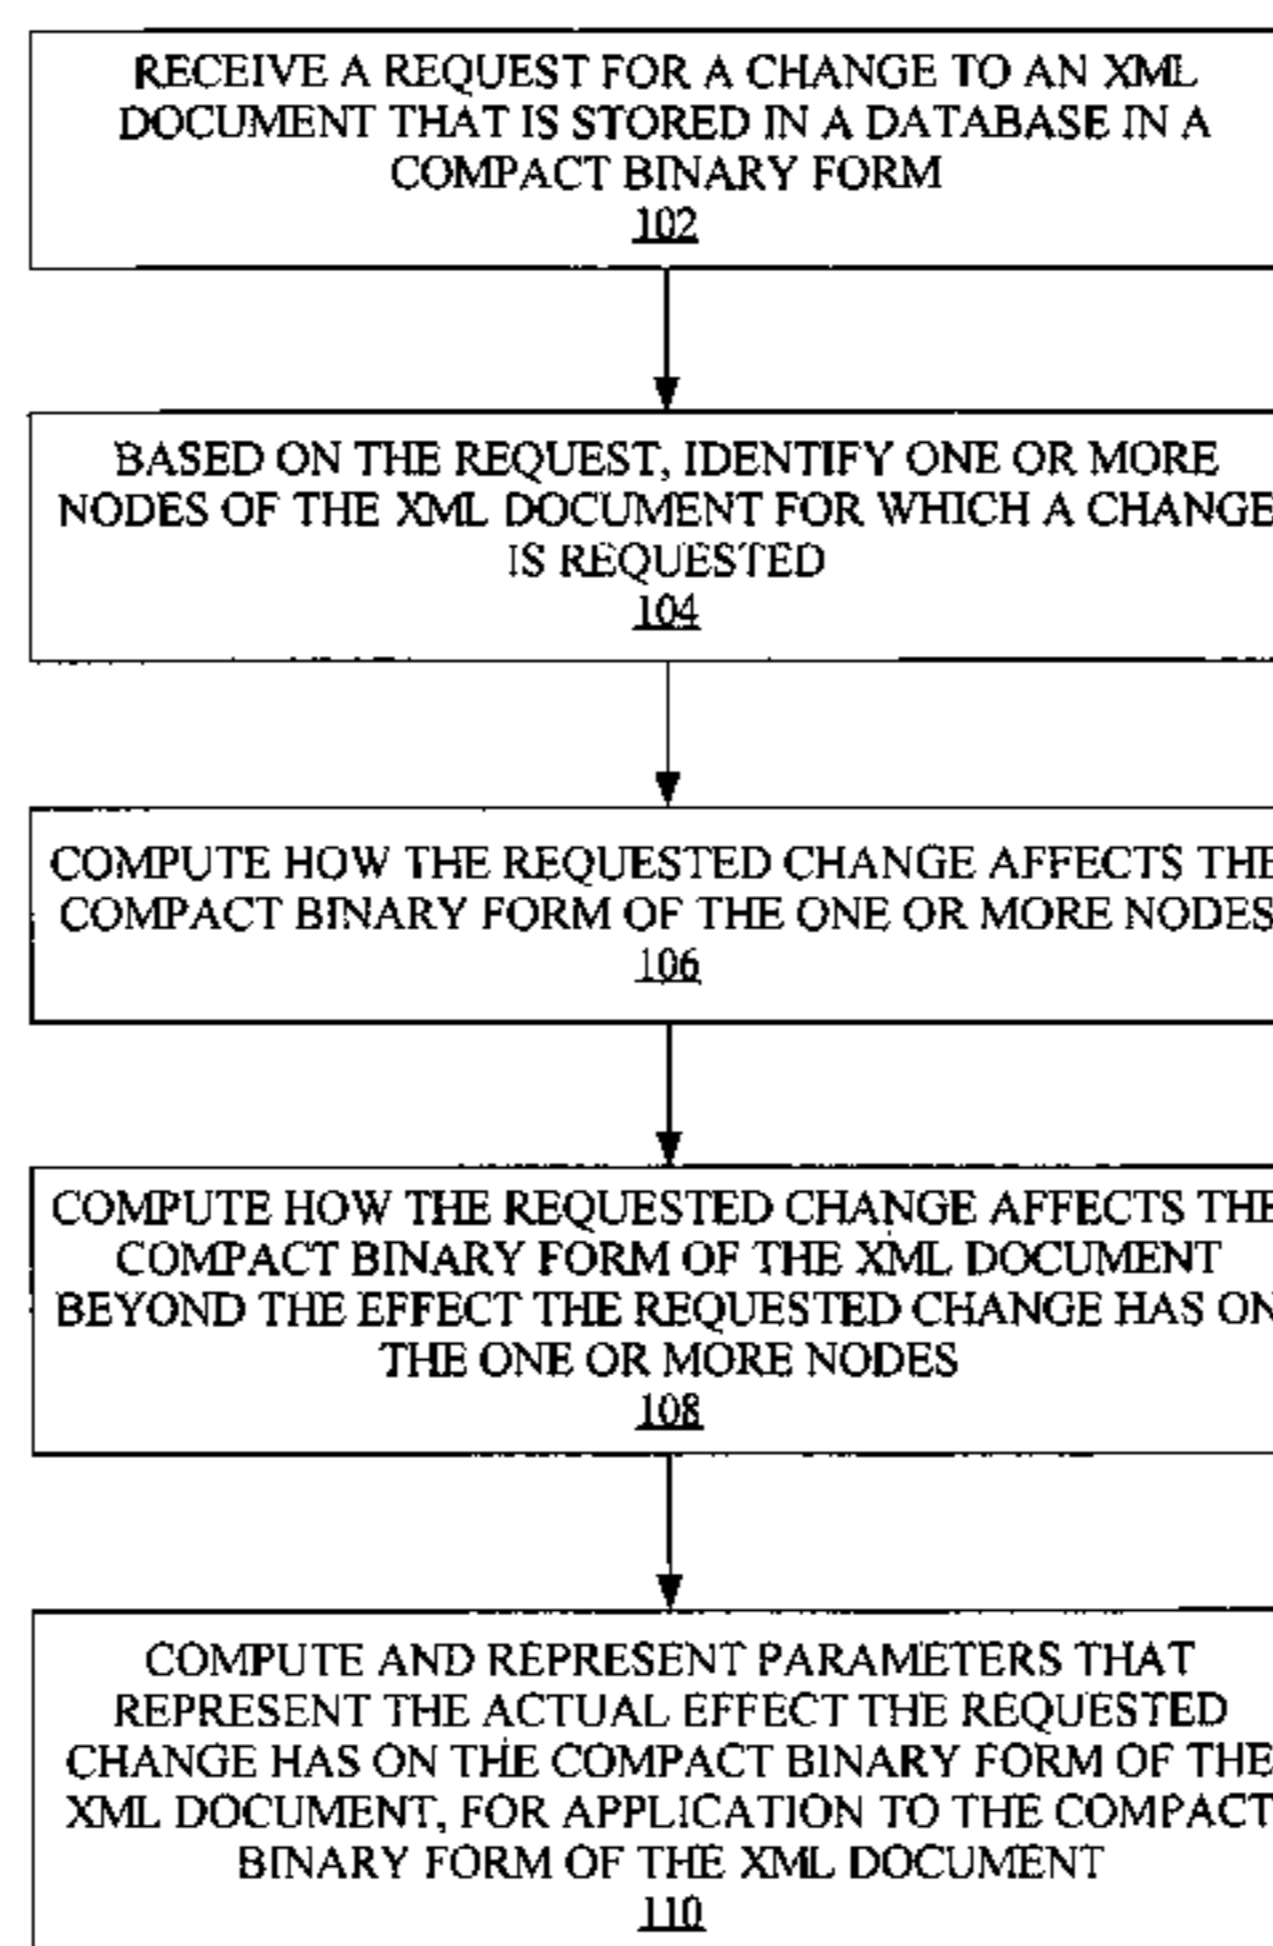 RECEIVE A REQUEST FOR A CHANGE TO AN XML
DOCUMENT THAT IS STORED IN A DATABASE IN A
COMPACT BINARY FORM
102
BASED ON THE REQUEST, IDENTIFY ONE OR MORE
NODES OF THE XML DOCUMENT FOR WHICH A CHANGE
IS REQUESTED
104
COMPUTE HOW THE REQUESTED CHANGE AFFECTS THE
COMPACT BINARY FORM OF THE ONE OR MORE NODES
106
COMPUTE HOW THE REQUESTED CHANGE AFFECTS THE
COMPACT BINARY FORM OF THE XML DOCUMENT
BEYOND THE EFFECT THE REQUESTED CHANGE HAS ON
THE ONE OR MORE NODES
108
COMPUTE AND REPRESENT PARAMETERS THAT
REPRESENT THE ACTUAL EFFECT THE REQUESTED
CHANGE HAS ON THE COMPACT BINARY FORM OF THE
XML DOCUMENT, FOR APPLICATION TO THE COMPACT
BINARY FORM OF THE XML DOCUMENT
110